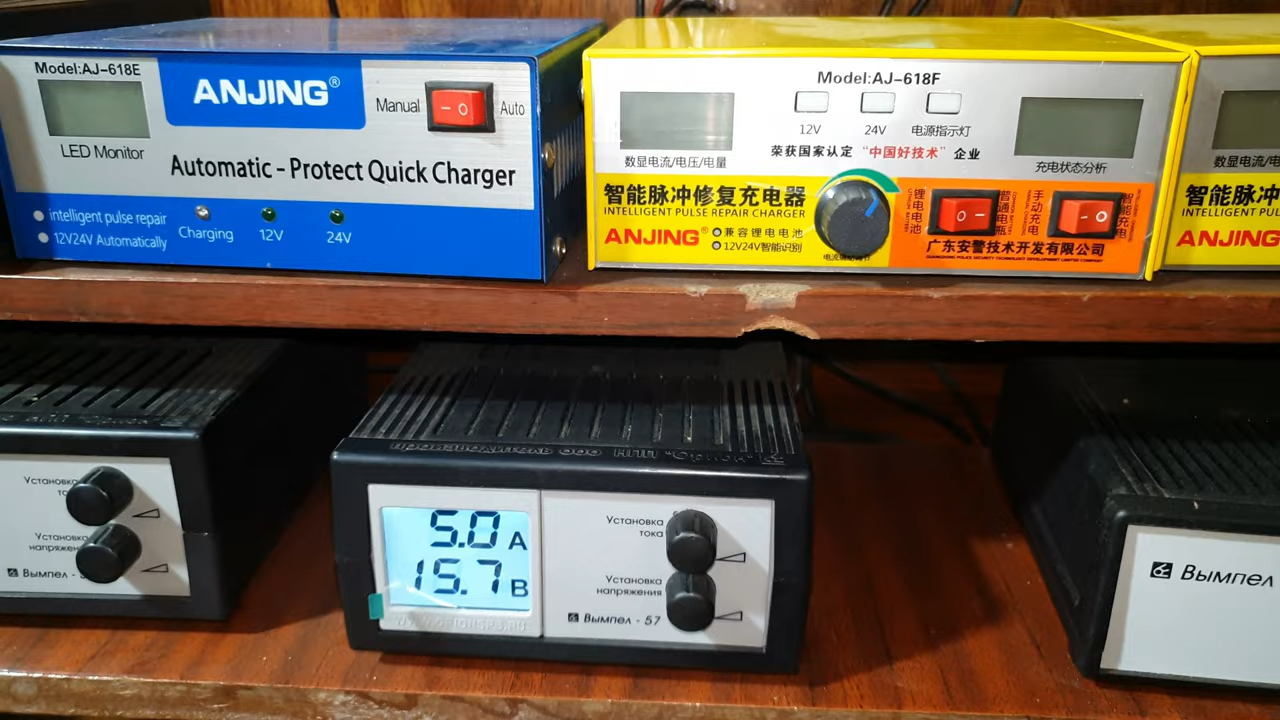 Model:AJ-618E
ANJING®
Manual
Auto
LED Monitor
Automatic - Protect Quick Charger
intelligent pulse repair
12V24V Automatically
Charging
12V
24V
Model:AJ-618F
12V
24V
电源指示灯
数显电流/电压/电量
荣获国家认定 "中国好技术" 企业
充电状态分析
智能脉冲修复充电器
INTELLIGENT PULSE REPAIR CHARGER
ANJING®
兼容锂电电池
12V24V智能识别
锂电电池
普通电瓶
手动充电
智能充电
广东安警技术开发有限公司
数显电流/电
智能脉冲
INTELLIGENT PUL
ANJING
Установка
напряжен
Вымпел
5.0 A
15.7 В
Установка
тока
Установка
напряжения
Вымпел - 57
WWW.ORIONSPB.RU
Вымпел